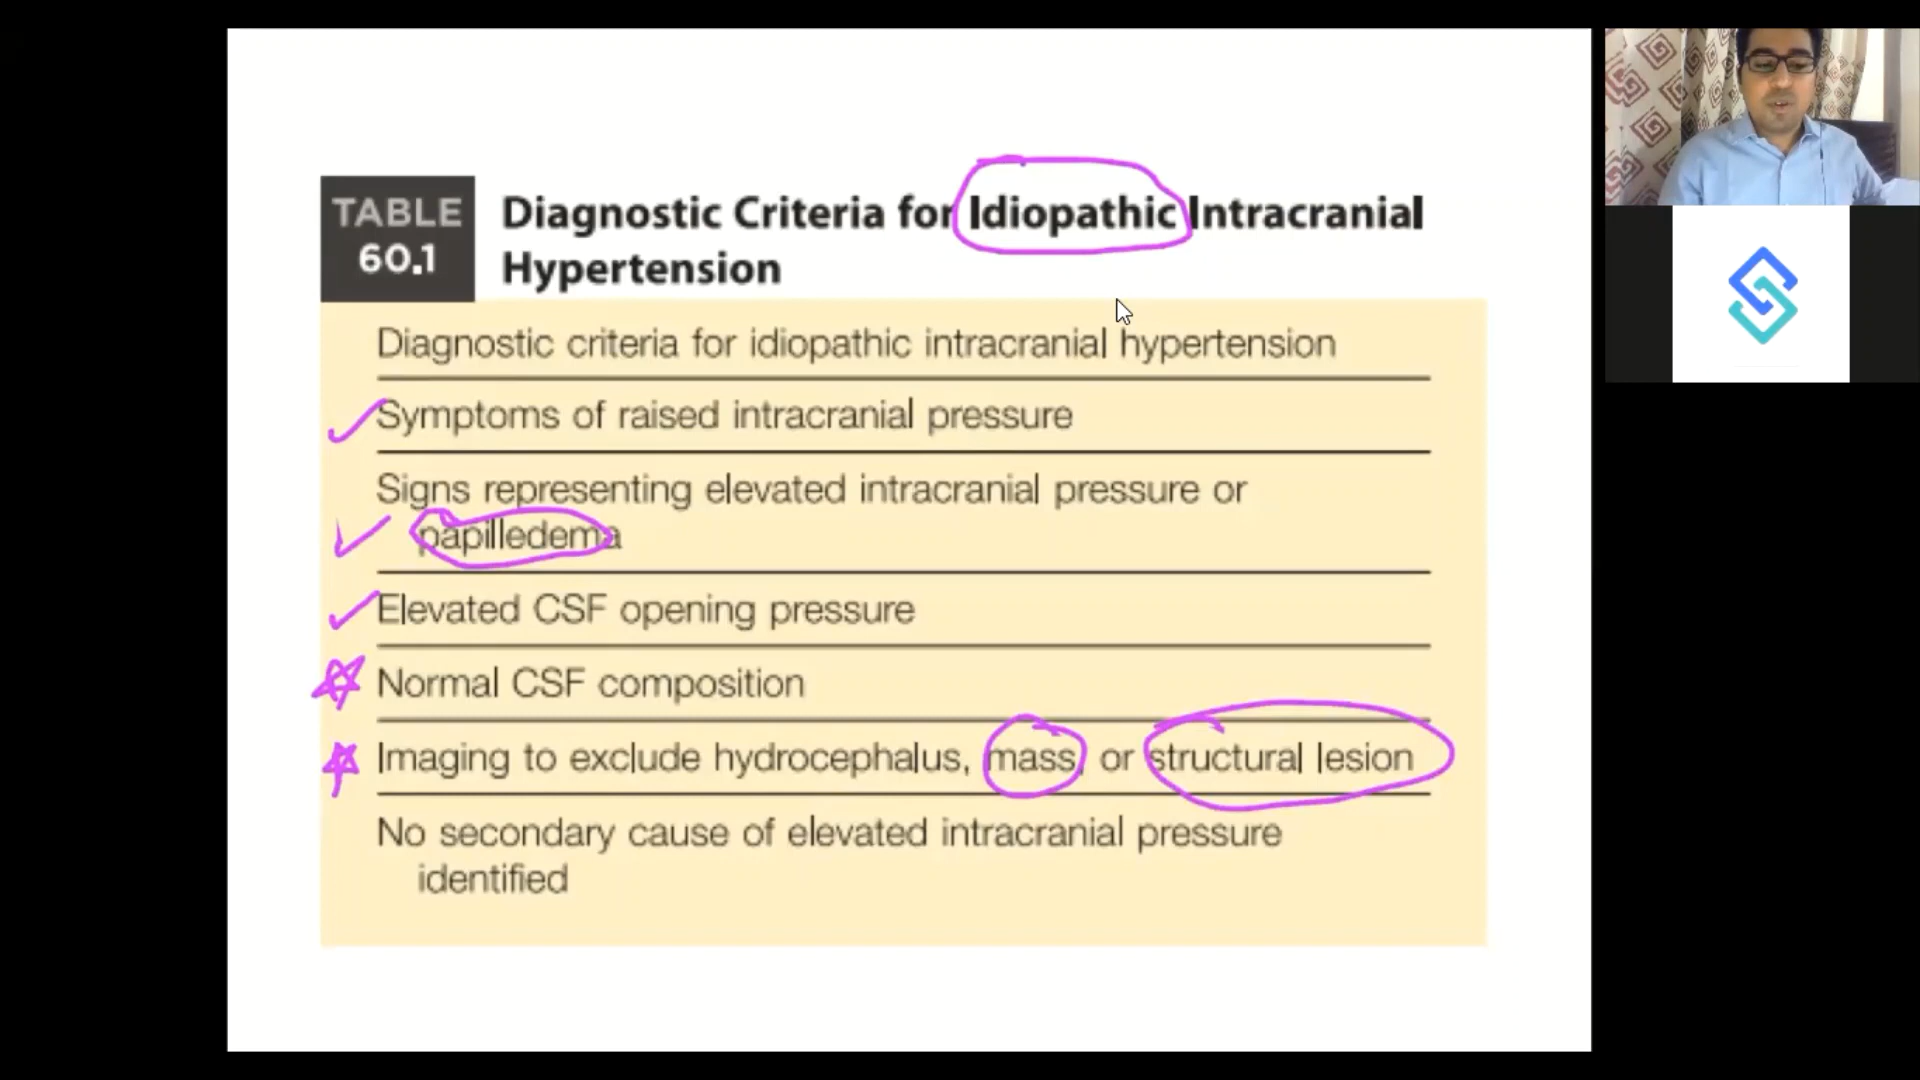 TABLE
60.1
Diagnostic Criteria for Idiopathic Intracranial
Hypertension
Diagnostic criteria for idiopathic intracranial hypertension
Symptoms of raised intracranial pressure
Signs representing elevated intracranial pressure or
papilledema
Elevated CSF opening pressure
Normal CSF composition
Imaging to exclude hydrocephalus, mass, or structural lesion
No secondary cause of elevated intracranial pressure
identified